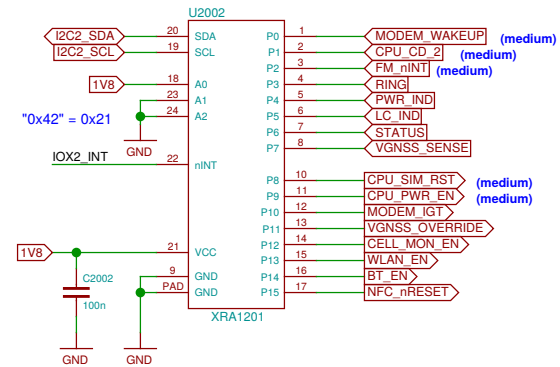 U2002
I2C2_SDA 20 SDA P0 1 MODEM_WAKEUP (medium)
I2C2_SCL 19 SCL P1 2 CPU_CD_2 (medium)
P2 3 FM_nINT (medium)
1V8 18 A0 P3 4 RING
23 A1 P4 5 PWR_IND
"0x42" = 0x21 24 A2 P5 6 LC_IND
P6 7 STATUS
GND P7 8 VGNSS_SENSE
IOX2_INT 22 nINT
P8 10 CPU_SIM_RST (medium)
P9 11 CPU_PWR_EN (medium)
P10 12 MODEM_IGT
P11 13 VGNSS_OVERRIDE
1V8 21 VCC P12 14 CELL_MON_EN
P13 15 WLAN_EN
C2002 9 GND P14 16 BT_EN
100n PAD GND P15 17 NFC_nRESET
XRA1201
GND GND